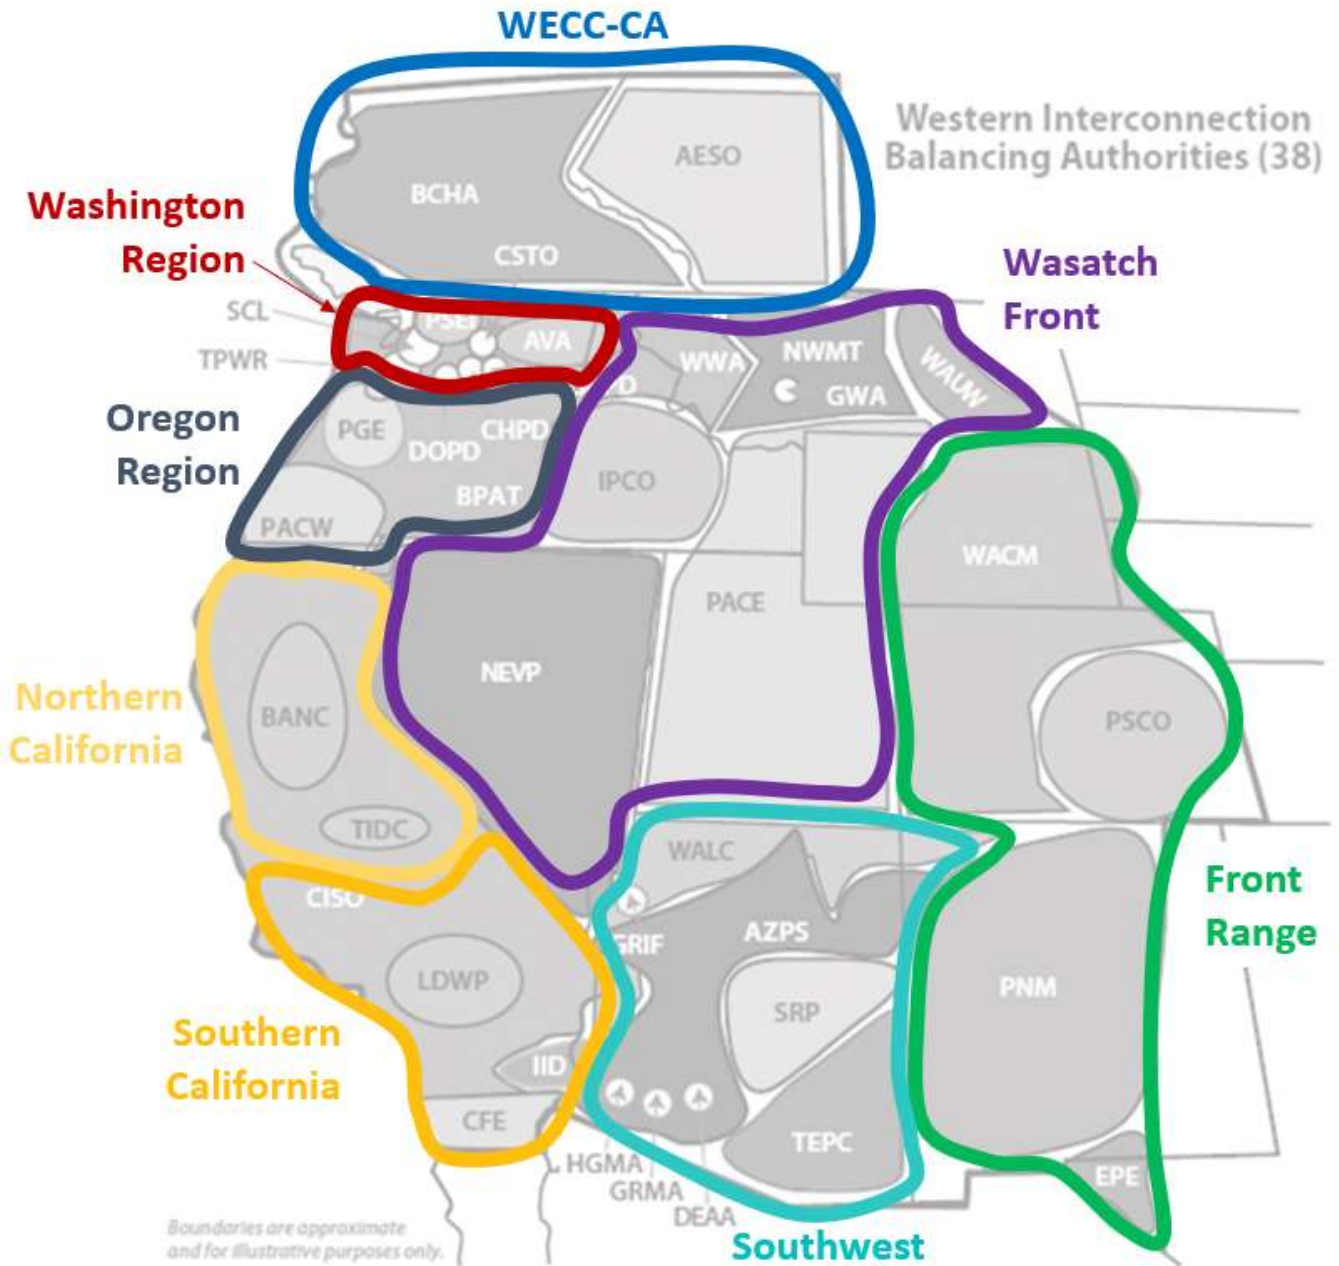 WECC-CA
Western Interconnection
Balancing Authorities (38)
AESO
BCHA
CSTO
Washington
Region
Wasatch
Front
SCL
PSEI
AVA
TPWR
WWA
NWMT
GWA
WAUW
Oregon
Region
PGE
CHPD
DOPD
BPAT
PACW
IPCO
WACM
PACE
NEVP
Northern
California
BANC
PSCO
TIDC
WALC
CISO
Front
Range
GRIF
AZPS
LDWP
SRP
PNM
Southern
California
IID
CFE
TEPC
HGMA
GRMA
DEAA
EPE
Boundaries are approximate
and for illustrative purposes only.
Southwest